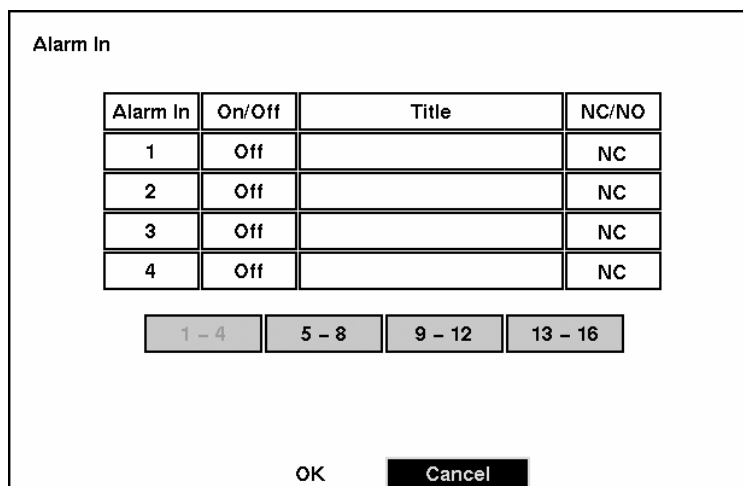 Alarm In
Alarm In On/Off Title NC/NO
1 Off NC
2 Off NC
3 Off NC
4 Off NC
1 – 4 5 – 8 9 – 12 13 – 16
OK Cancel